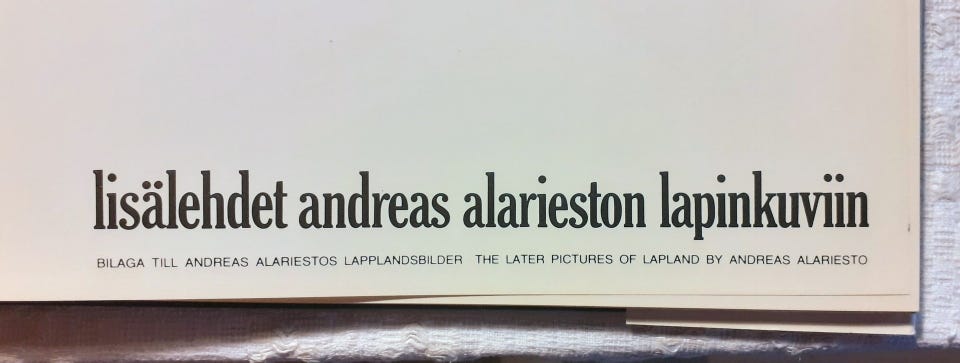 lisälehdet andreas alarieston lapinkuviin
BILAGA TILL ANDREAS ALARIESTOS LAPPLANDSBILDER THE LATER PICTURES OF LAPLAND BY ANDREAS ALARIESTO